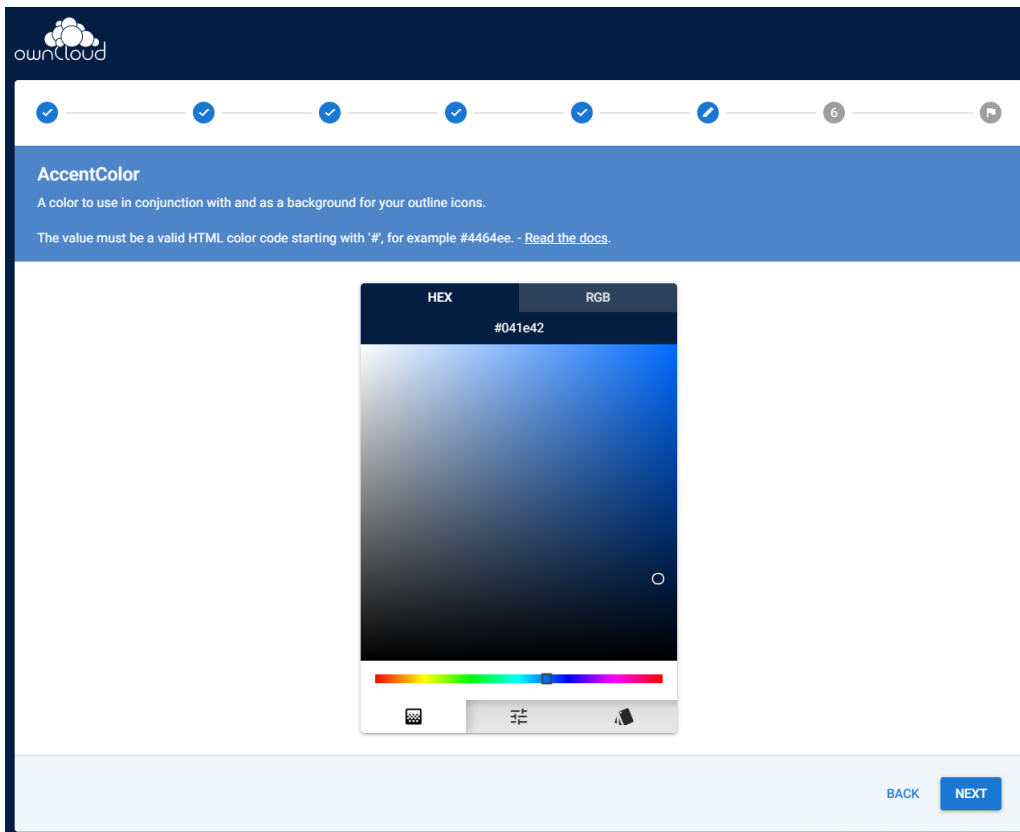 ownCloud
6
AccentColor
A color to use in conjunction with and as a background for your outline icons.
The value must be a valid HTML color code starting with '#', for example #4464ee. - Read the docs.
HEX RGB
#041e42
BACK NEXT